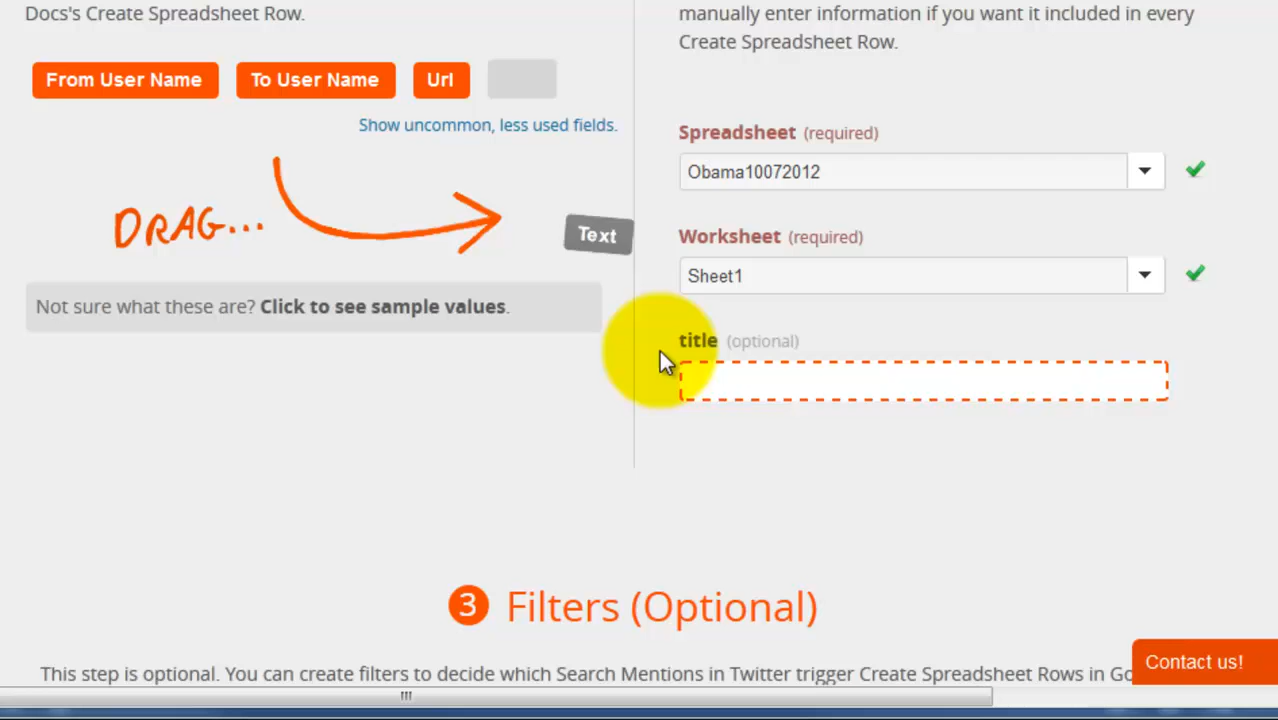 Docs's Create Spreadsheet Row.
From User Name To User Name Url
Show uncommon, less used fields.
DRAG...
Text
Not sure what these are? Click to see sample values.
manually enter information if you want it included in every
Create Spreadsheet Row.
Spreadsheet (required)
Obama10072012
Worksheet (required)
Sheet1
title (optional)
3 Filters (Optional)
This step is optional. You can create filters to decide which Search Mentions in Twitter trigger Create Spreadsheet Rows in
Contact us!